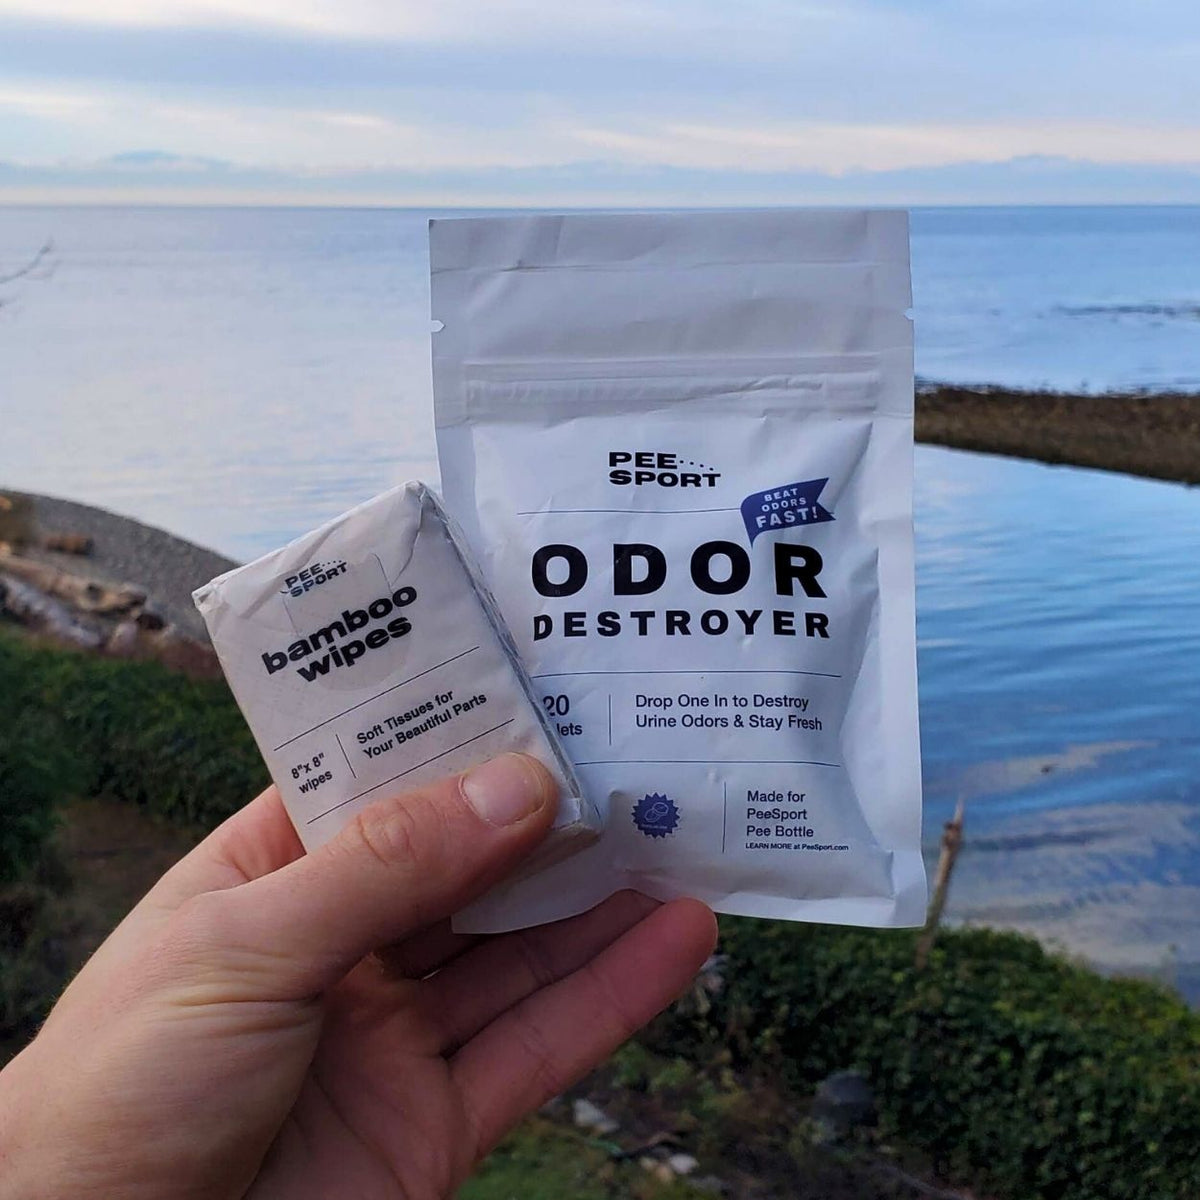 PEE
SPORT
bamboo
wipes
8"x 8"
wipes
Soft Tissues for
Your Beautiful Parts
PEE
SPORT
BEAT
ODORS
FAST!
ODOR
DESTROYER
20
lets
Drop One In to Destroy
Urine Odors & Stay Fresh
Made for
PeeSport
Pee Bottle
LEARN MORE at PeeSport.com